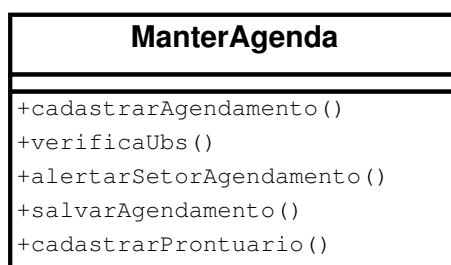 ManterAgenda
+cadastrarAgendamento()
+verificaUbs()
+alertarSetorAgendamento()
+salvarAgendamento()
+cadastrarProntuario()